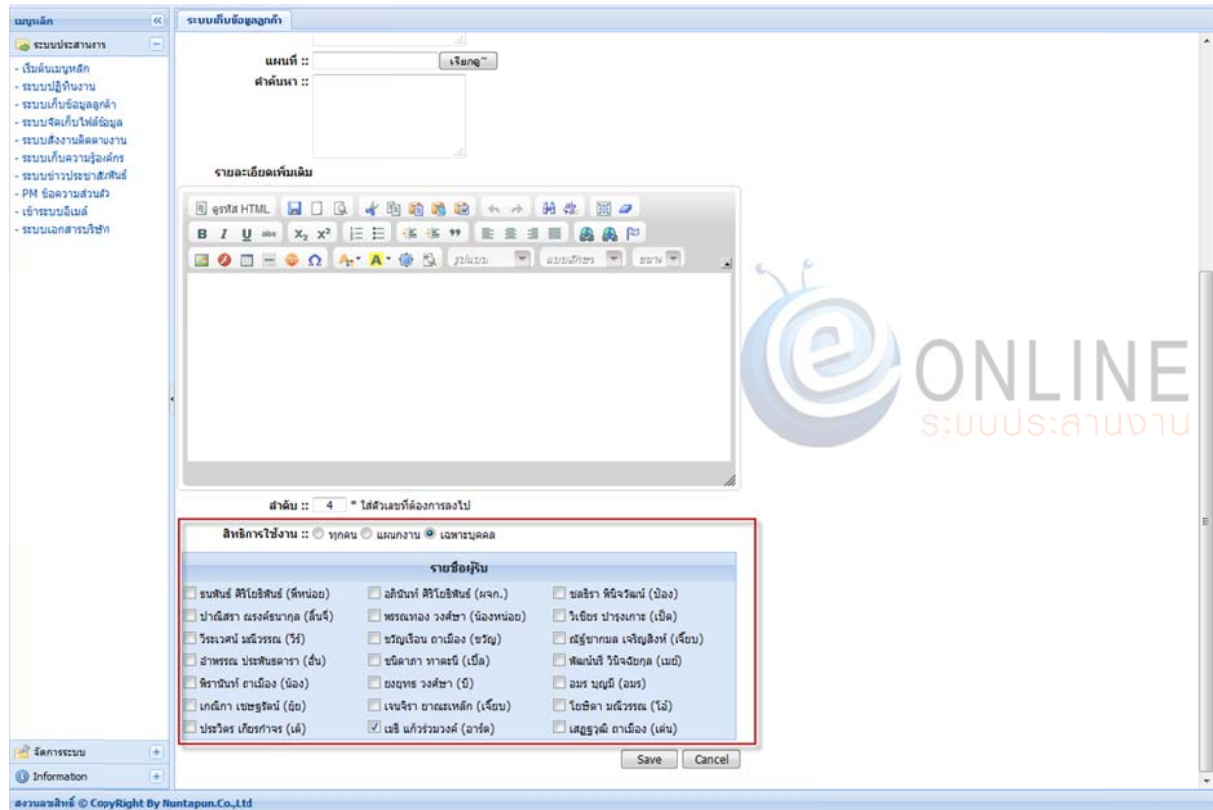 เมนูหลัก
ระบบประสานงาน
- เริ่มต้นเมนูหลัก
- ระบบปฏิทินงาน
- ระบบเก็บข้อมูลลูกค้า
- ระบบจัดเก็บไฟล์ข้อมูล
- ระบบสั่งงานติดตามงาน
- ระบบเก็บความรู้องค์กร
- ระบบข่าวประชาสัมพันธ์
- PM ข้อความส่วนตัว
- เข้าระบบอีเมล์
- ระบบเอกสารบริษัท
จัดการระบบ
Information
ระบบเก็บข้อมูลลูกค้า
แผนที่ :: เรียกดู~
คำค้นหา ::
รายละเอียดเพิ่มเติม
ดูรหัส HTML
B I U abc X₂ X²
รูปแบบ แบบอักษร ขนาด
ลำดับ :: 4 * ใส่ตัวเลขที่ต้องการลงไป
สิทธิการใช้งาน :: ทุกคน แผนกงาน เฉพาะบุคคล
รายชื่อผู้รับ
ธนพันธ์ ศิริโยธิพันธ์ (พี่หน่อย) อภินันท์ ศิริโยธิพันธ์ (ผจก.) ชลธิรา พินิจวัฒน์ (ป๋อง)
ปาณิสรา ณรงค์ธนากุล (ลิ้นจี่) พรรณทอง วงศ์ษา (น้องหน่อย) วิเชียร บำรุงเกาะ (เป็ด)
วีระเวศน์ มณีวรรณ (วีร์) ขวัญเรือน ถาเมือง (ขวัญ) ณัฐ์ชากมล เจริญสิงห์ (เจี๊ยบ)
อำพรรณ ประพันธดารา (อั๋น) ชนิดาภา ทาตะนี (เปิ้ล) พัฒน์นรี วินิจฉัยกุล (เมย์)
พิรานันท์ ถาเมือง (น้อง) ยงยุทธ วงศ์ษา (บี) อมร บุญมี (อมร)
เกณิกา เชษฐรัตน์ (ยุ้ย) เจนจิรา ยาณะเหล็ก (เจี๊ยบ) โยษิตา มณีวรรณ (โอ๋)
ประวิตร เกียรกำจร (เต้) เมธี แก้วร่วมวงค์ (อาร์ต) เสฏฐวุฒิ ถาเมือง (เด่น)
Save Cancel
e ONLINE
ระบบประสานงาน
สงวนลขสิทธิ์ © CopyRight By Nuntapun.Co.,Ltd